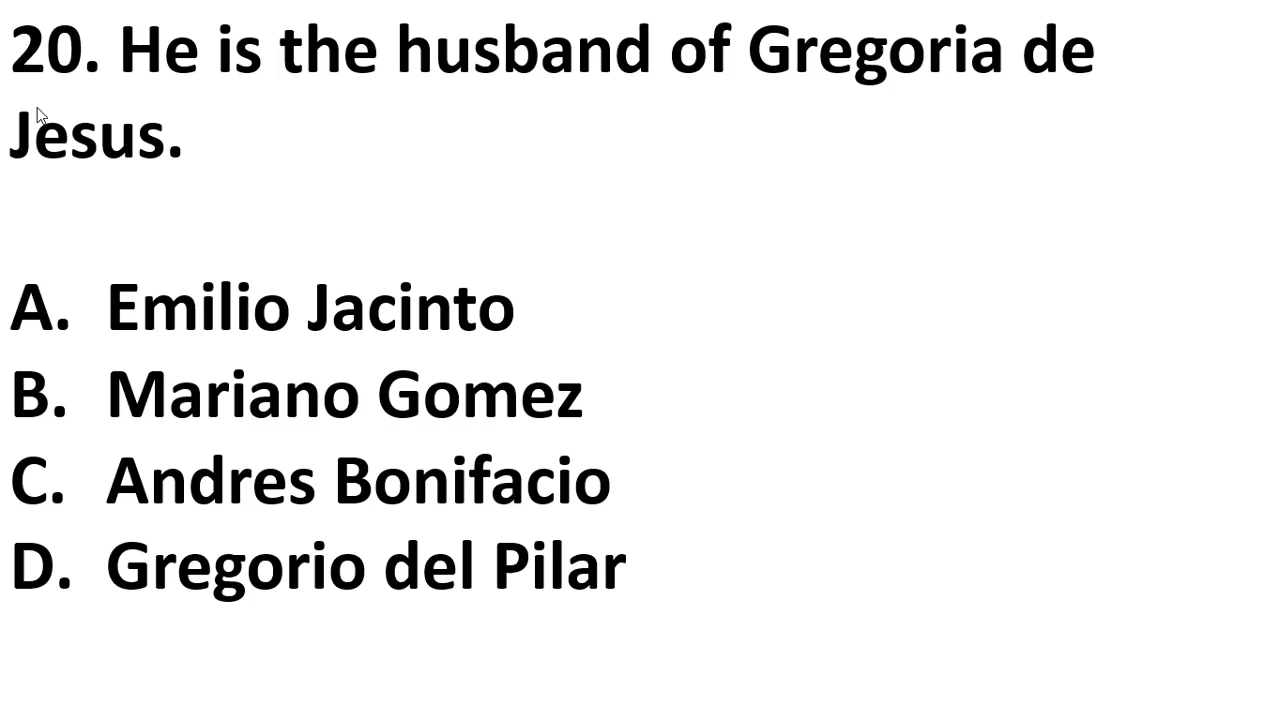 20. He is the husband of Gregoria de
Jesus.
A. Emilio Jacinto
B. Mariano Gomez
C. Andres Bonifacio
D. Gregorio del Pilar